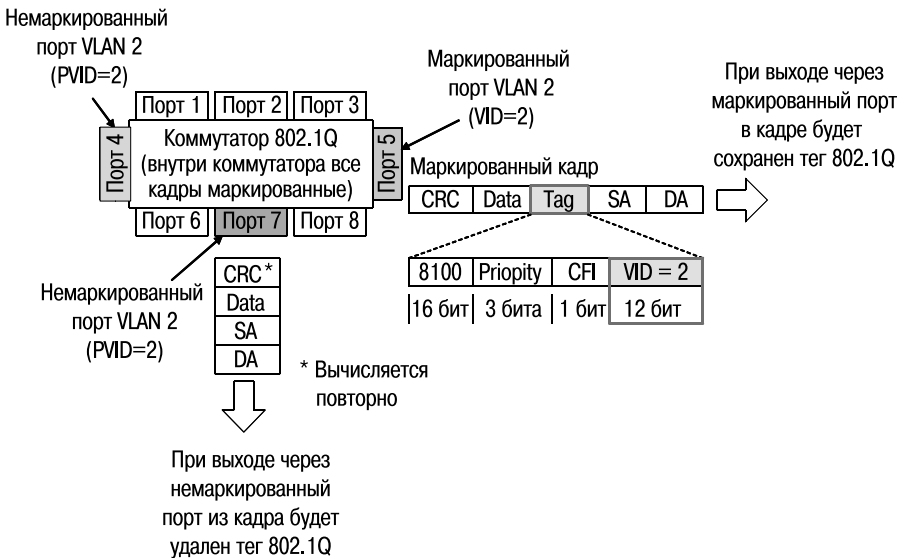 Немаркированный
порт VLAN 2
(PVID=2)
Маркированный
порт VLAN 2
(VID=2)
При выходе через
маркированный порт
в кадре будет
сохранен тег 802.1Q
Порт 1 Порт 2 Порт 3
Порт 4
Коммутатор 802.1Q
(внутри коммутатора все
кадры маркированные)
Порт 5
Порт 6 Порт 7 Порт 8
Маркированный кадр
CRC Data Tag SA DA
8100 Priopity CFI VID = 2
16 бит 3 бита 1 бит 12 бит
Немаркированный
порт VLAN 2
(PVID=2)
CRC*
Data
SA
DA
* Вычисляется
повторно
При выходе через
немаркированный
порт из кадра будет
удален тег 802.1Q